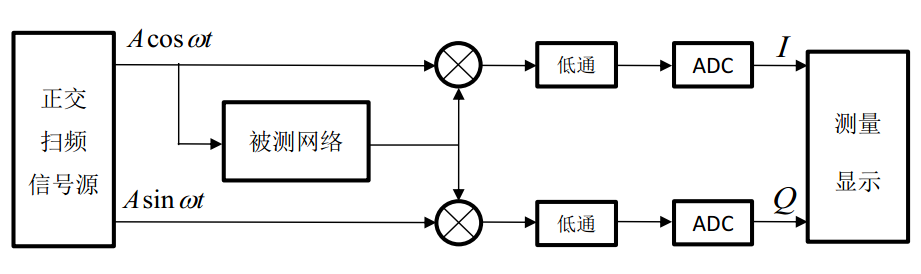 A cos ωt
正交
扫频
信号源
低通
ADC
I
被测网络
测量
显示
A sin ωt
低通
ADC
Q